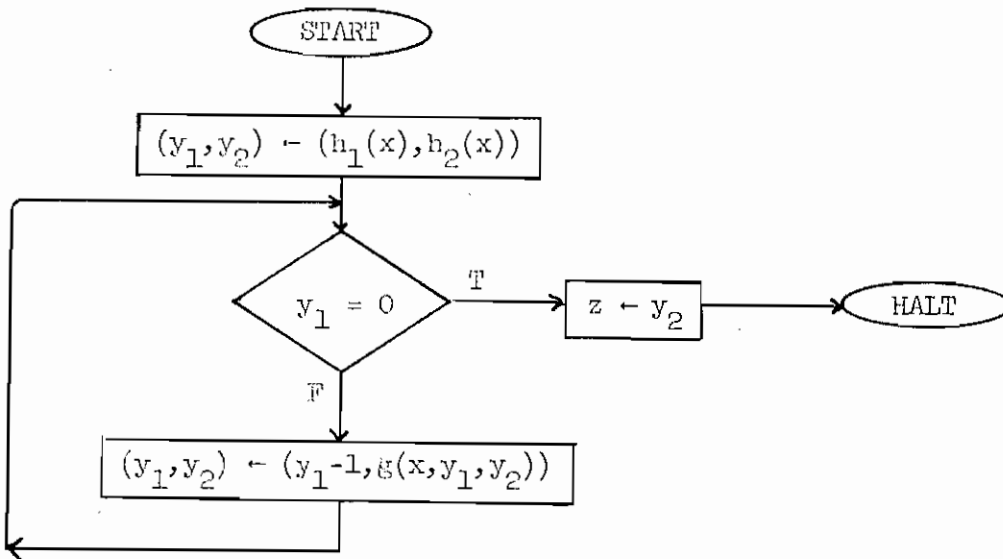 START
(y₁,y₂) ← (h₁(x),h₂(x))
y₁ = 0
T
z ← y₂
HALT
F
(y₁,y₂) ← (y₁-1,g(x,y₁,y₂))